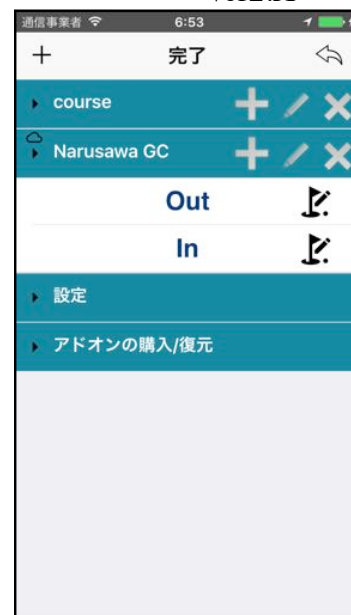 通信事業者 6:53
完了
course
Narusawa GC
Out
In
設定
アドオンの購入/復元